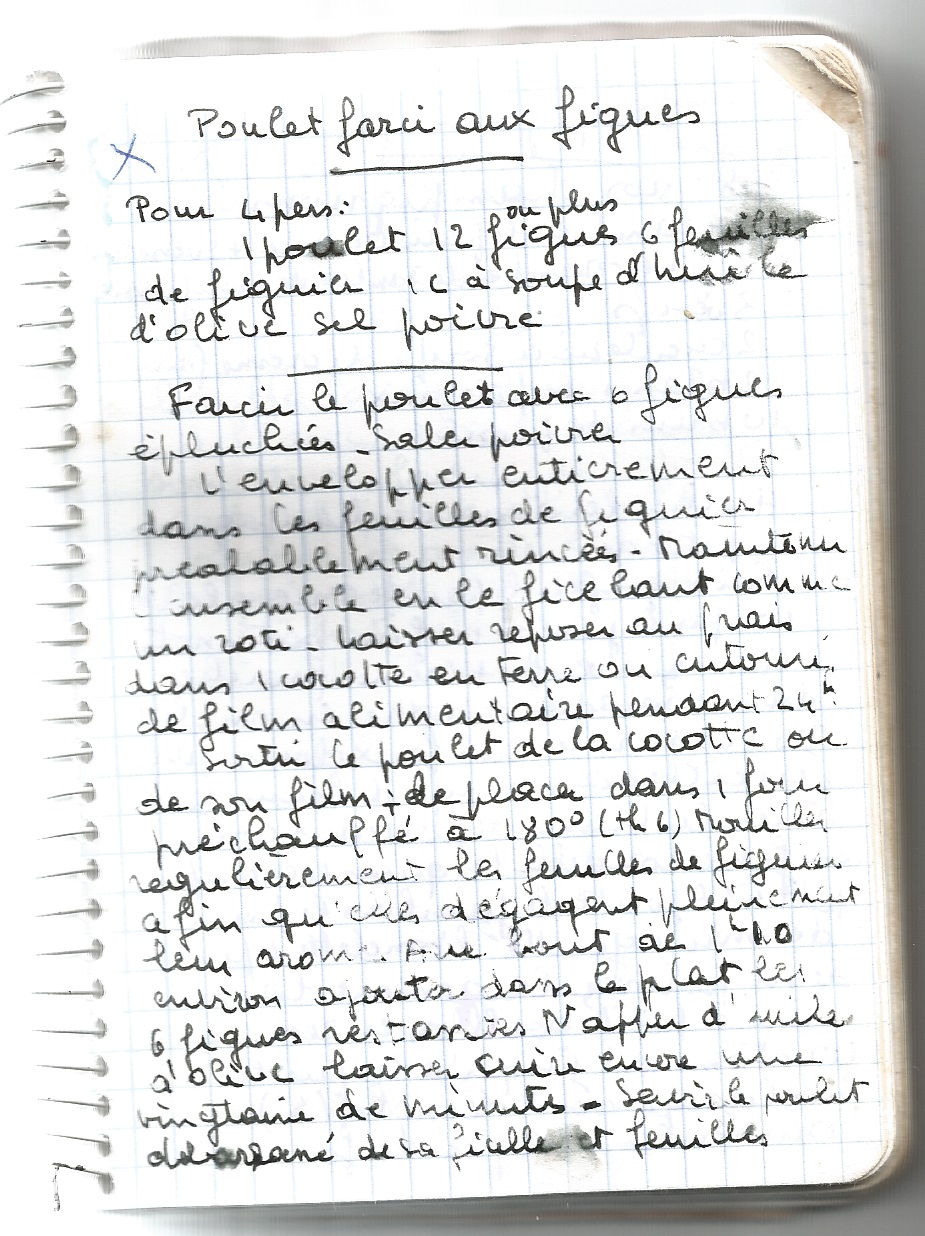 Poulet farci aux figues
X
Pour 4 pers:
ou plus
1 poulet 12 figues 6 feuilles
de figuier 1 c à soupe d'huile
d'olive sel poivre
Farcir le poulet avec 6 figues
épluchées - Saler poivrer
L'envelopper entièrement
dans les feuilles de figuier
préalablement rincées - Maintenir
l'ensemble en le ficelant comme
un roti - Laisser reposer au frais
dans 1 cocotte en terre ou entouré
de film alimentaire pendant 24h
Sortir le poulet de la cocotte ou
de son film - le placer dans 1 four
préchauffé à 180° (th 6) Mouiller
régulièrement les feuilles de figuier
afin qu'elles dégagent pleinement
leur arome. Au bout de 1h10
environ ajouter dans le plat les
6 figues restantes Napper d'huile
d'olive laisser cuire encore une
vingtaine de minutes - Servir le poulet
débarassé de sa ficelle et feuilles